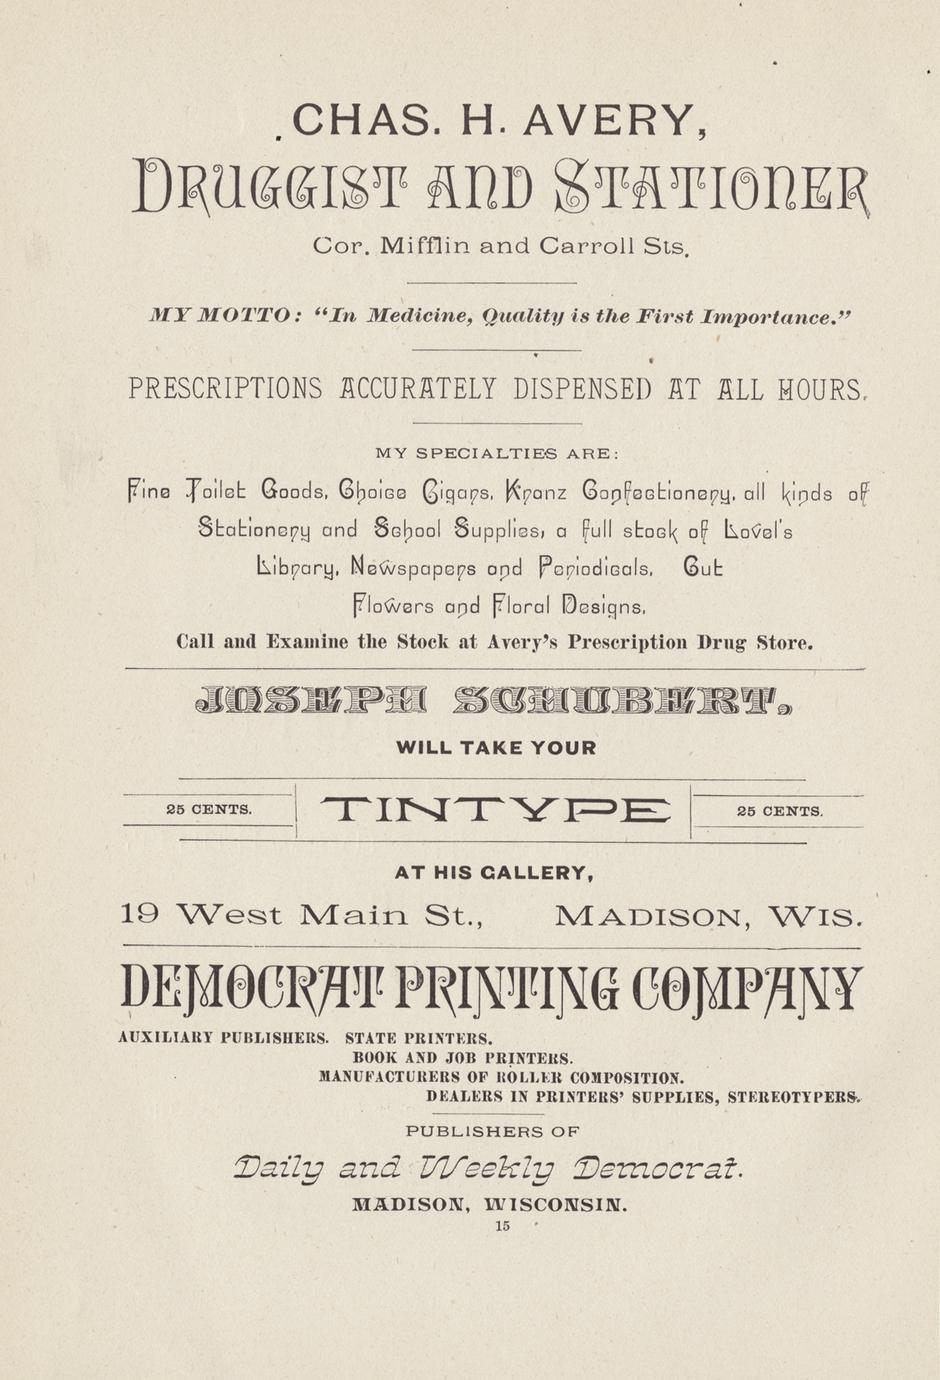 CHAS. H. AVERY,
DRUGGIST AND STATIONER
Cor. Mifflin and Carroll Sts.
MY MOTTO: “In Medicine, Quality is the First Importance.”
PRESCRIPTIONS ACCURATELY DISPENSED AT ALL HOURS.
MY SPECIALTIES ARE:
Fine Toilet Goods, Choice Cigars, Kranz Confectionery, all kinds of
Stationery and School Supplies, a full stock of Lovel's
Library, Newspapers and Periodicals, Cut
Flowers and Floral Designs.
Call and Examine the Stock at Avery’s Prescription Drug Store.
JOSEPH SCHUBERT,
WILL TAKE YOUR
25 CENTS. TINTYPE 25 CENTS.
AT HIS GALLERY,
19 West Main St., MADISON, WIS.
DEMOCRAT PRINTING COMPANY
AUXILIARY PUBLISHERS. STATE PRINTERS.
BOOK AND JOB PRINTERS.
MANUFACTURERS OF ROLLER COMPOSITION.
DEALERS IN PRINTERS’ SUPPLIES, STEREOTYPERS.
PUBLISHERS OF
Daily and Weekly Democrat.
MADISON, WISCONSIN.
15